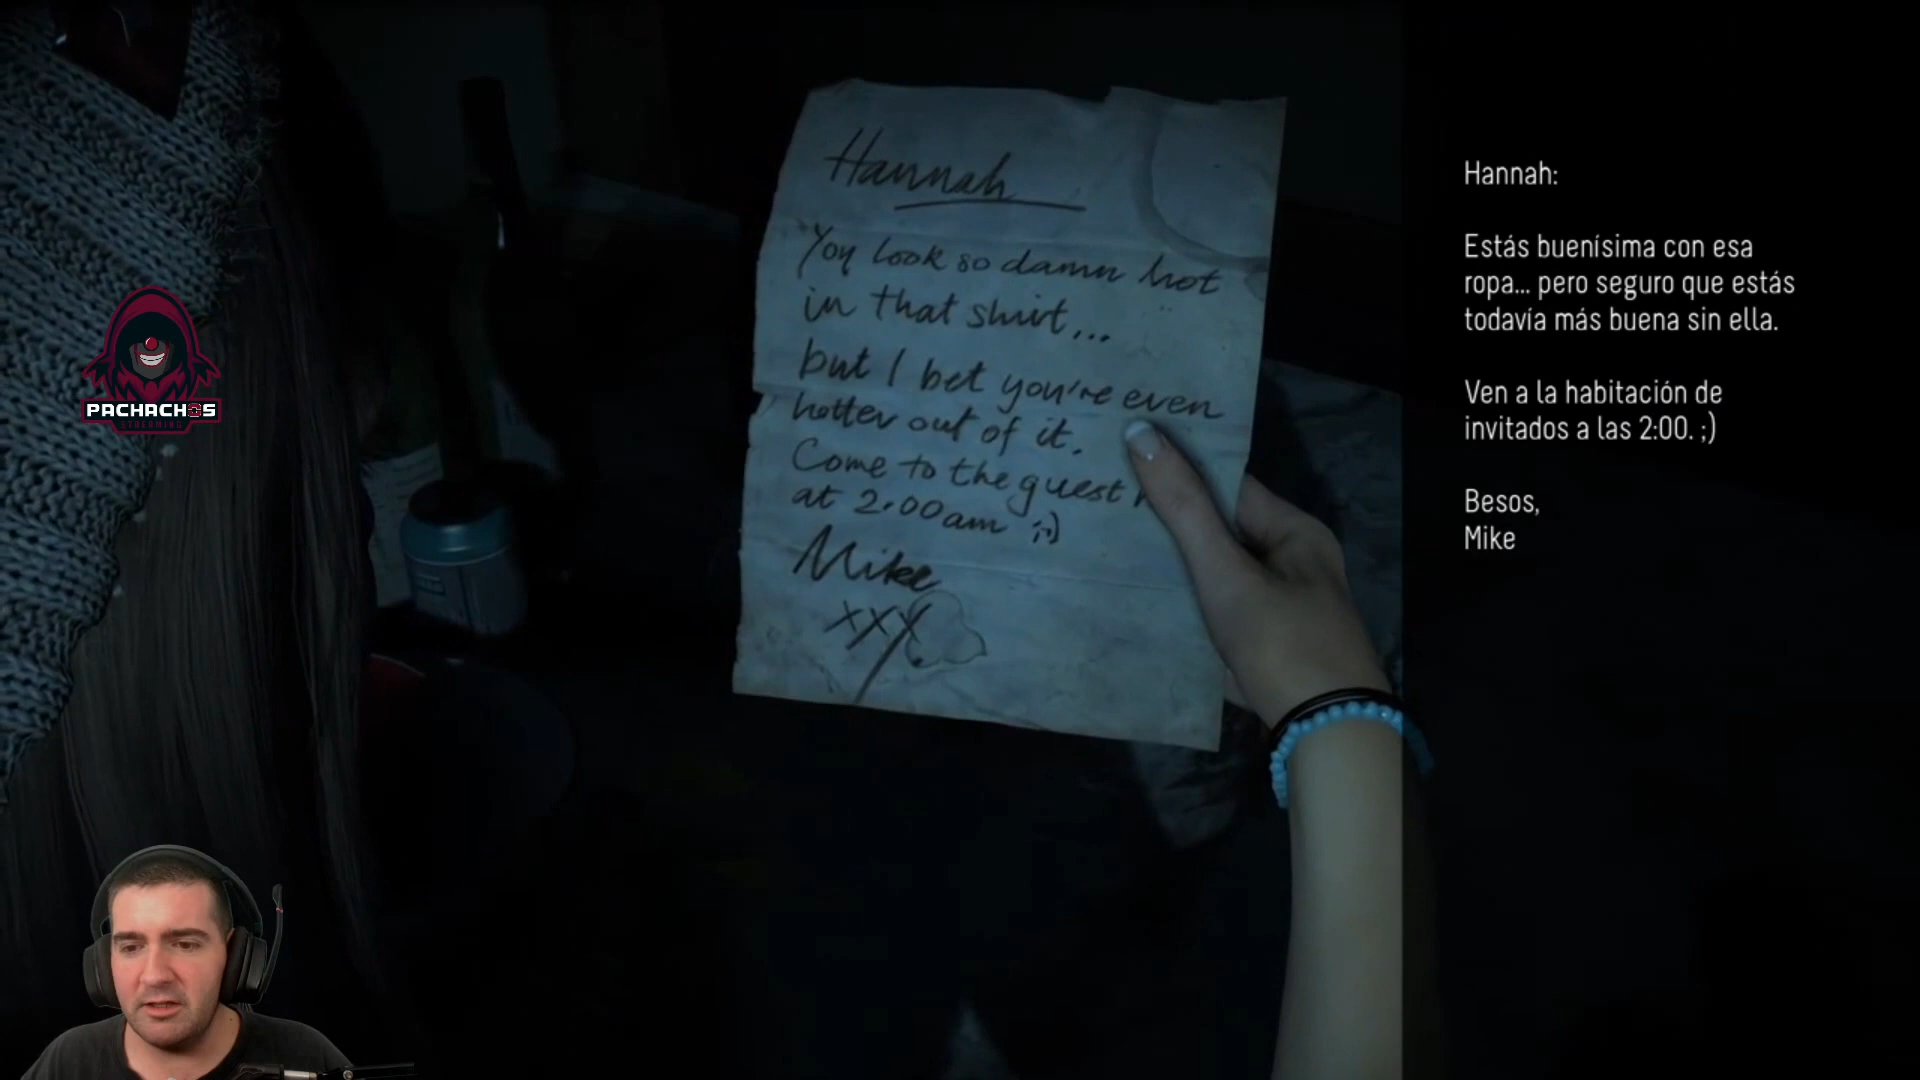 Hannah
You look so damn hot
in that shirt...
but I bet you're even
hotter out of it.
Come to the guest
at 2.00am ;)
Mike
xxx
Hannah:
Estás buenísima con esa
ropa... pero seguro que estás
todavía más buena sin ella.
Ven a la habitación de
invitados a las 2:00. ;)
Besos,
Mike
PACHACHOS
STREAMING